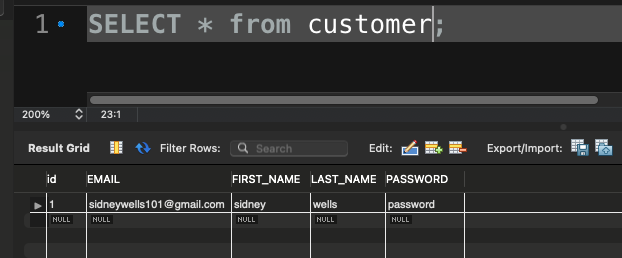 1 SELECT * from customer;
200% 23:1
Result Grid Filter Rows: Search Edit: Export/Import:
id EMAIL FIRST_NAME LAST_NAME PASSWORD
1 sidneywells101@gmail.com sidney wells password
NULL NULL NULL NULL NULL